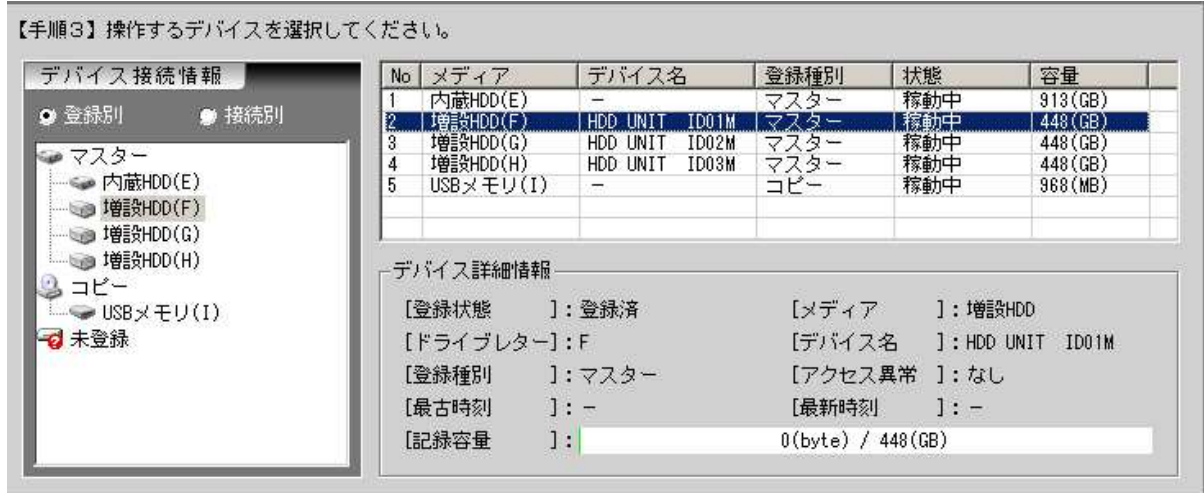 【手順3】操作するデバイスを選択してください。
デバイス接続情報
登録別 接続別
マスター
内蔵HDD(E)
増設HDD(F)
増設HDD(G)
増設HDD(H)
コピー
USBメモリ(I)
未登録
No メディア デバイス名 登録種別 状態 容量
1 内蔵HDD(E) － マスター 稼動中 913(GB)
2 増設HDD(F) HDD UNIT ID01M マスター 稼動中 448(GB)
3 増設HDD(G) HDD UNIT ID02M マスター 稼動中 448(GB)
4 増設HDD(H) HDD UNIT ID03M マスター 稼動中 448(GB)
5 USBメモリ(I) － コピー 稼動中 968(MB)
デバイス詳細情報
[登録状態 ]：登録済 [メディア ]：増設HDD
[ドライブレター]：F [デバイス名 ]：HDD UNIT ID01M
[登録種別 ]：マスター [アクセス異常 ]：なし
[最古時刻 ]：－ [最新時刻 ]：－
[記録容量 ]： 0(byte) / 448(GB)